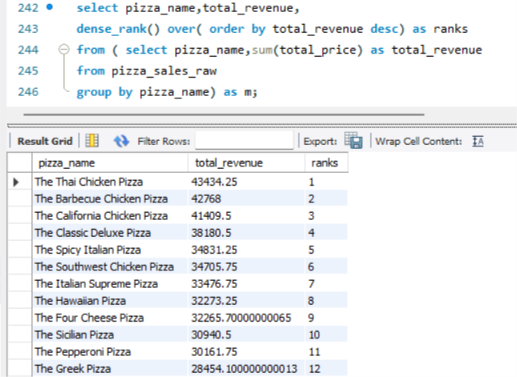 242 select pizza_name,total_revenue,
243 dense_rank() over( order by total_revenue desc) as ranks
244 from ( select pizza_name,sum(total_price) as total_revenue
245 from pizza_sales_raw
246 group by pizza_name) as m;
Result Grid Filter Rows: Export: Wrap Cell Content:
pizza_name total_revenue ranks
The Thai Chicken Pizza 43434.25 1
The Barbecue Chicken Pizza 42768 2
The California Chicken Pizza 41409.5 3
The Classic Deluxe Pizza 38180.5 4
The Spicy Italian Pizza 34831.25 5
The Southwest Chicken Pizza 34705.75 6
The Italian Supreme Pizza 33476.75 7
The Hawaiian Pizza 32273.25 8
The Four Cheese Pizza 32265.70000000065 9
The Sicilian Pizza 30940.5 10
The Pepperoni Pizza 30161.75 11
The Greek Pizza 28454.100000000013 12